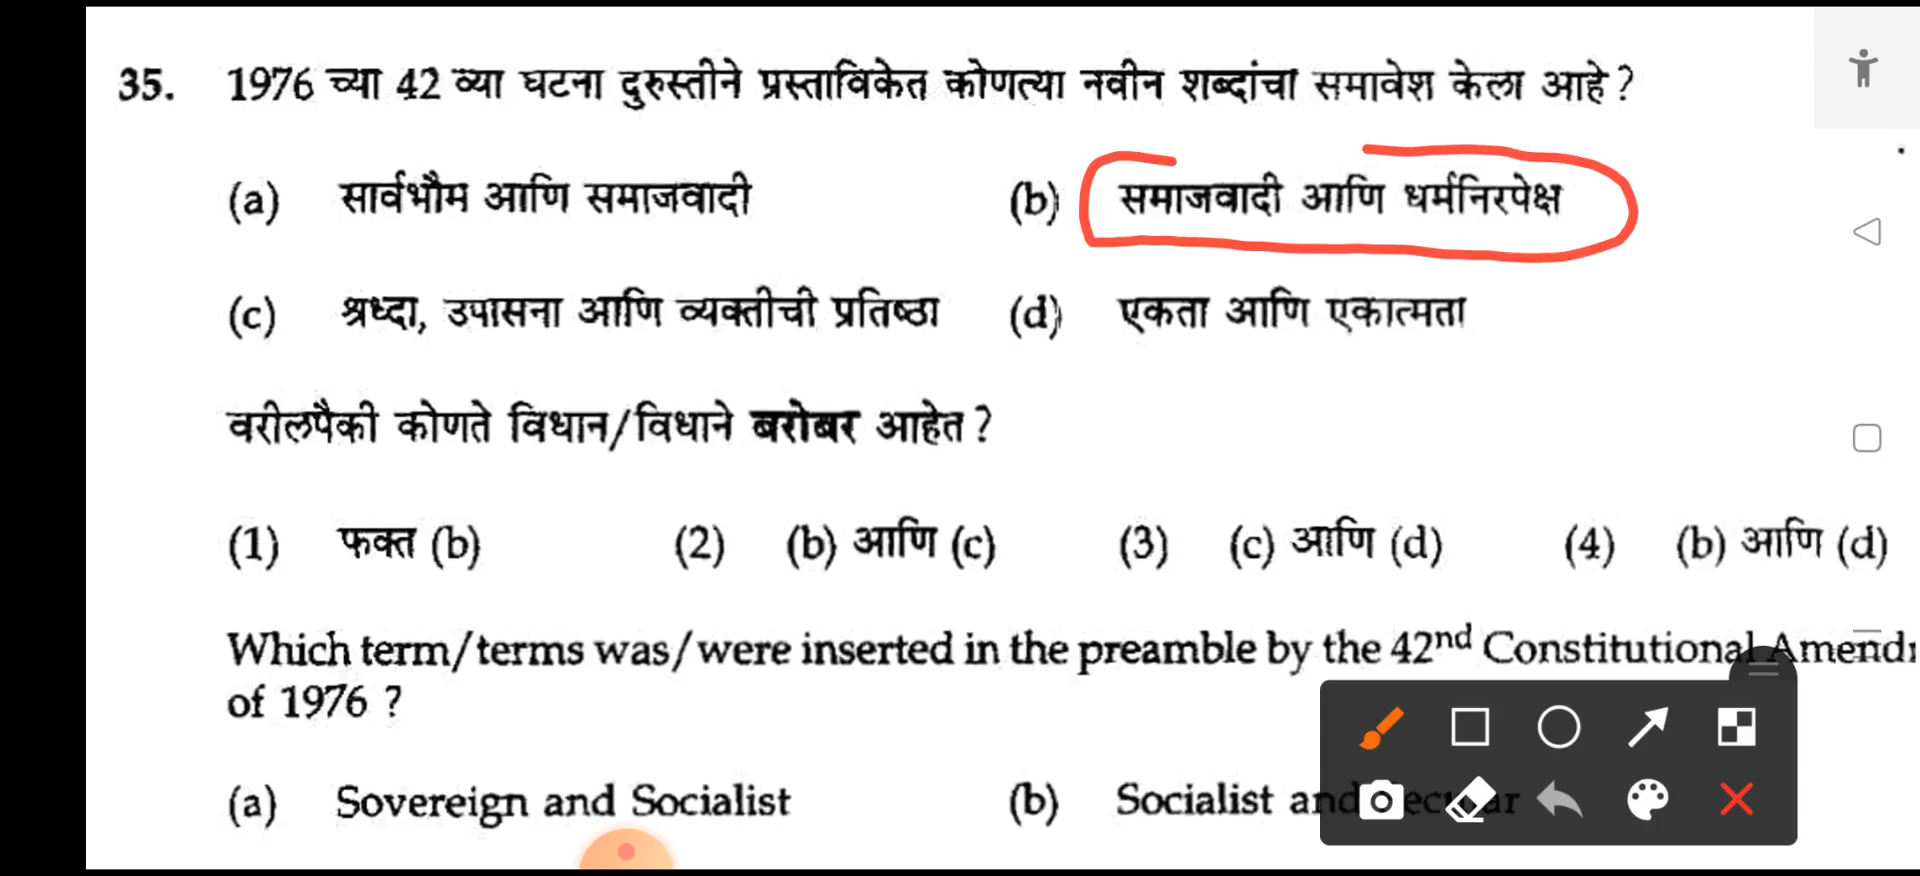 35. 1976 च्या 42 व्या घटना दुरुस्तीने प्रस्ताविकेत कोणत्या नवीन शब्दांचा समावेश केला आहे ?
(a) सार्वभौम आणि समाजवादी (b) समाजवादी आणि धर्मनिरपेक्ष
(c) श्रध्दा, उपासना आणि व्यक्तीची प्रतिष्ठा (d) एकता आणि एकात्मता
वरीलपैकी कोणते विधान/विधाने बरोबर आहेत ?
(1) फक्त (b) (2) (b) आणि (c) (3) (c) आणि (d) (4) (b) आणि (d)
Which term/terms was/were inserted in the preamble by the 42nd Constitutional
of 1976 ?
(a) Sovereign and Socialist (b) Socialist and